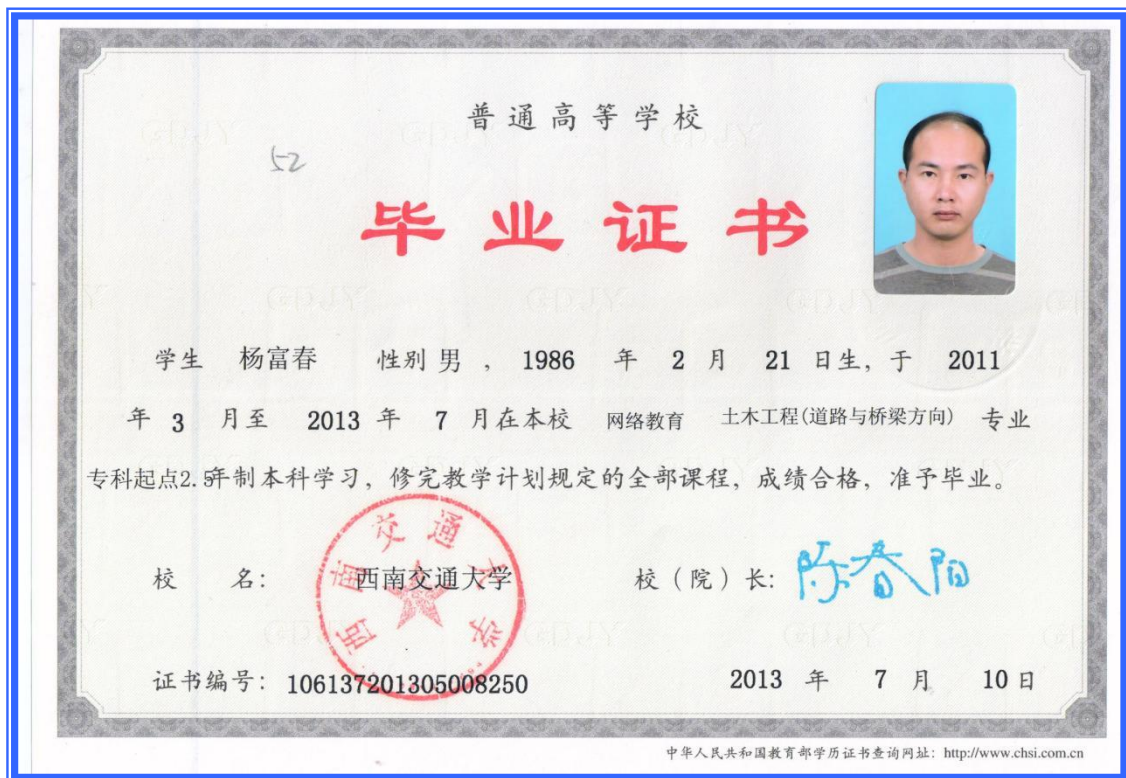 普通高等学校
52
毕业证书
学生 杨富春 性别 男 ， 1986 年 2 月 21 日生，于 2011
年 3 月至 2013 年 7 月在本校 网络教育 土木工程(道路与桥梁方向) 专业
专科起点2.5年制本科学习，修完教学计划规定的全部课程，成绩合格，准予毕业。
校 名： 西南交通大学 校（院）长：陈春阳
西南交通大学
证书编号：106137201305008250 2013 年 7 月 10 日
中华人民共和国教育部学历证书查询网址：http://www.chsi.com.cn